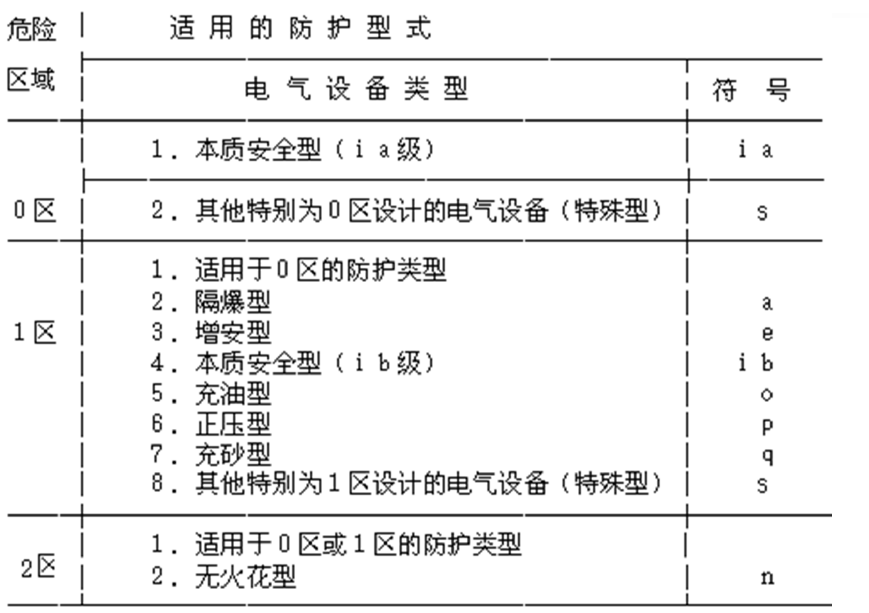 危险 适用的防护型式
区域 电气设备类型 符号
1. 本质安全型(ia级) ia
0区 2. 其他特别为0区设计的电气设备(特殊型) s
1. 适用于0区的防护类型
2. 隔爆型 a
1区 3. 增安型 e
4. 本质安全型(ib级) ib
5. 充油型 o
6. 正压型 p
7. 充砂型 q
8. 其他特别为1区设计的电气设备(特殊型) s
1. 适用于0区或1区的防护类型
2区 2. 无火花型 n